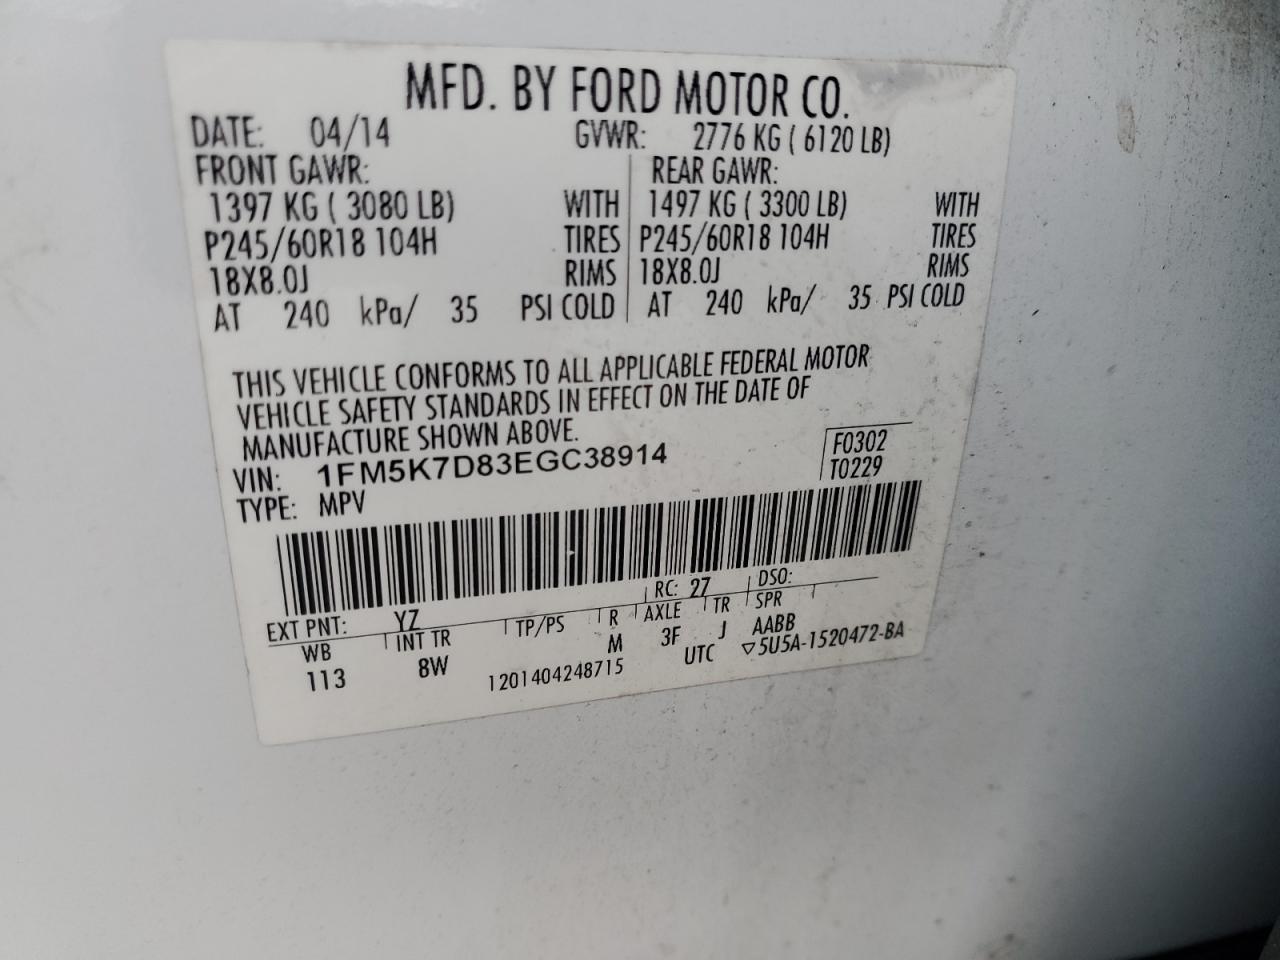 MFD. BY FORD MOTOR CO.
DATE: 04/14 GVWR: 2776 KG ( 6120 LB)
FRONT GAWR: REAR GAWR:
1397 KG ( 3080 LB) WITH 1497 KG ( 3300 LB) WITH
P245/60R18 104H TIRES P245/60R18 104H TIRES
18X8.0J RIMS 18X8.0J RIMS
AT 240 kPa/ 35 PSI COLD AT 240 kPa/ 35 PSI COLD
THIS VEHICLE CONFORMS TO ALL APPLICABLE FEDERAL MOTOR
VEHICLE SAFETY STANDARDS IN EFFECT ON THE DATE OF
MANUFACTURE SHOWN ABOVE.
VIN: 1FM5K7D83EGC38914 F0302
TYPE: MPV T0229
EXT PNT: YZ RC: 27 DSO:
WB INT TR TP/PS R AXLE TR SPR
113 8W M 3F J AABB
1201404248715 UTC ▽5U5A-1520472-BA